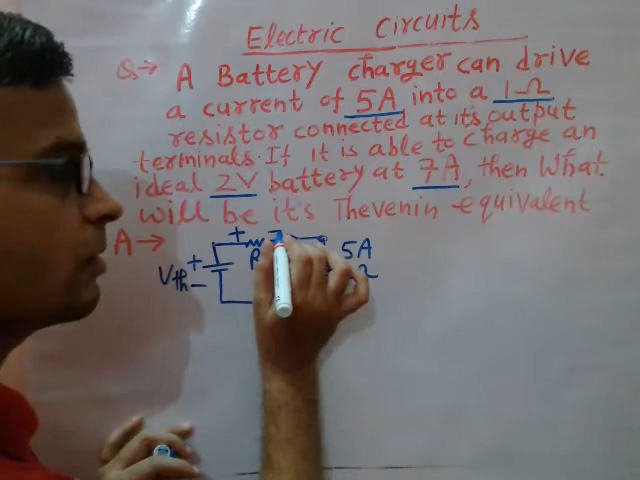 Electric Circuits
Q→ A Battery charger can drive
a current of 5A into a 1Ω
resistor connected at its output
terminals. If it is able to charge an
ideal 2V battery at 7A, then What
will be it's Thevenin equivalent
A→
+
+
5A
Vth
R
Ω
−